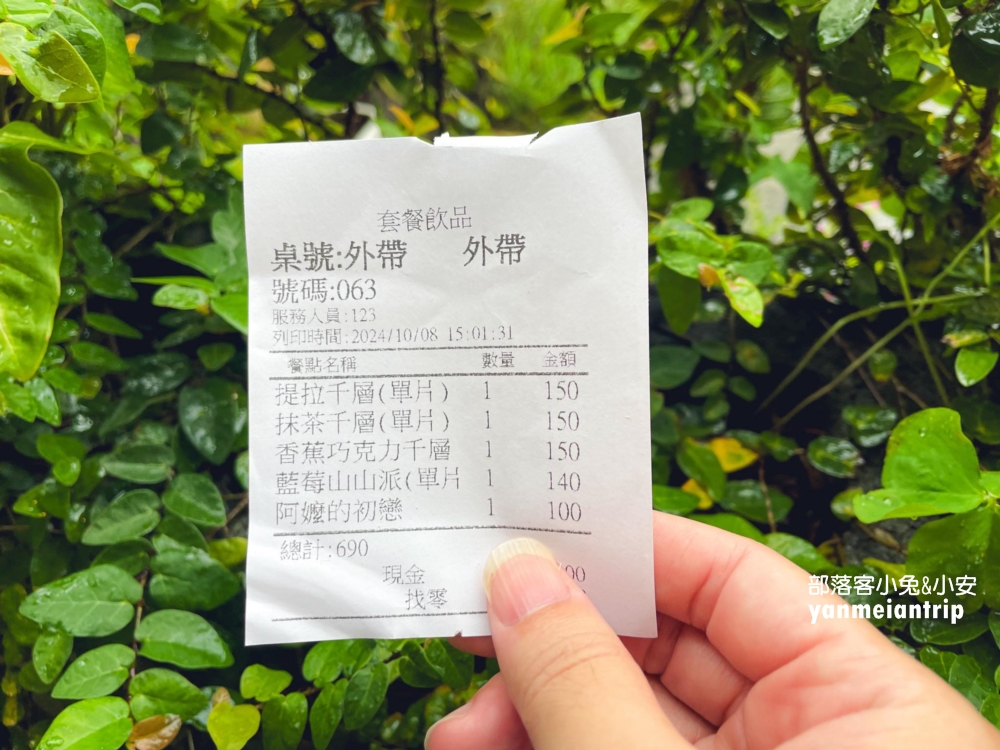 套餐飲品
桌號:外帶 外帶
號碼:063
服務人員:123
列印時間:2024/10/08 15:01:31
餐點名稱 數量 金額
提拉千層(單片) 1 150
抹茶千層(單片) 1 150
香蕉巧克力千層 1 150
藍莓山山派(單片 1 140
阿嬤的初戀 1 100
總計:690
現金
找零
部落客小兔&小安
yanmeiantrip